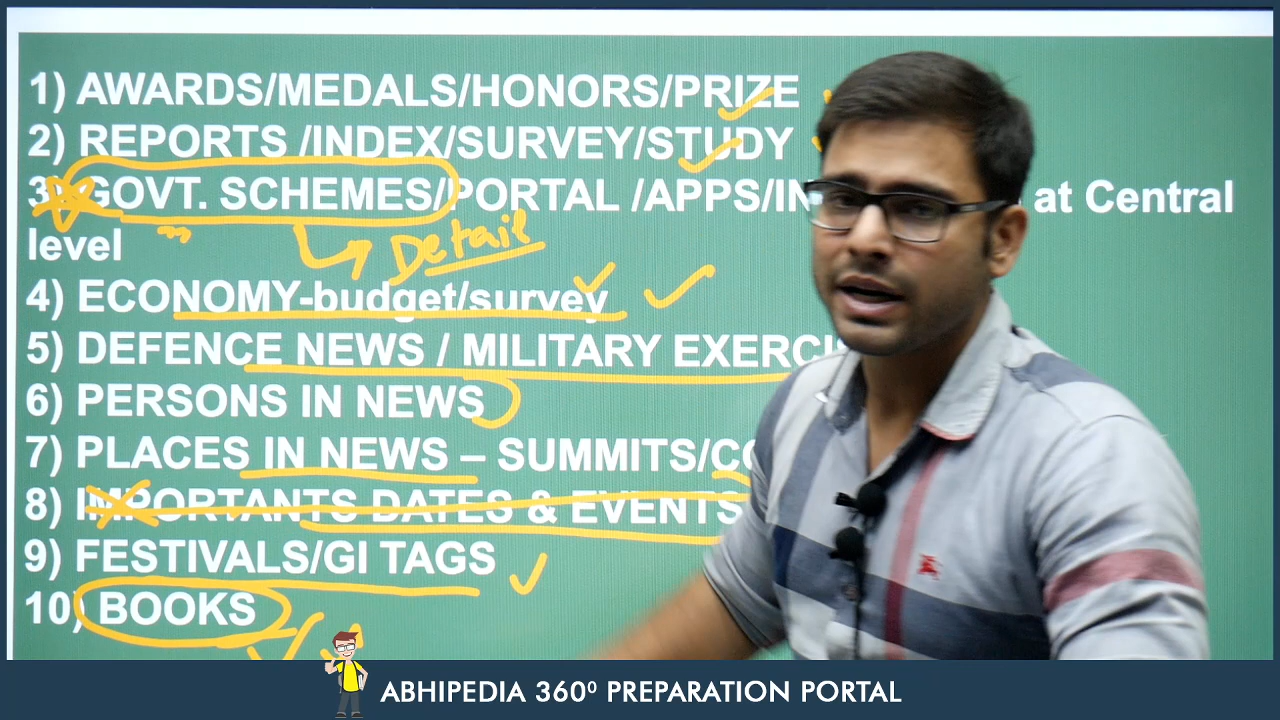 1) AWARDS/MEDALS/HONORS/PRIZE
2) REPORTS /INDEX/SURVEY/STUDY
3) GOVT. SCHEMES/PORTAL /APPS/IN at Central
level
Detail
4) ECONOMY-budget/survey
5) DEFENCE NEWS / MILITARY EXERCI
6) PERSONS IN NEWS
7) PLACES IN NEWS – SUMMITS/CO
8) IMPORTANTS DATES & EVENTS
9) FESTIVALS/GI TAGS
10) BOOKS
ABHIPEDIA 360⁰ PREPARATION PORTAL